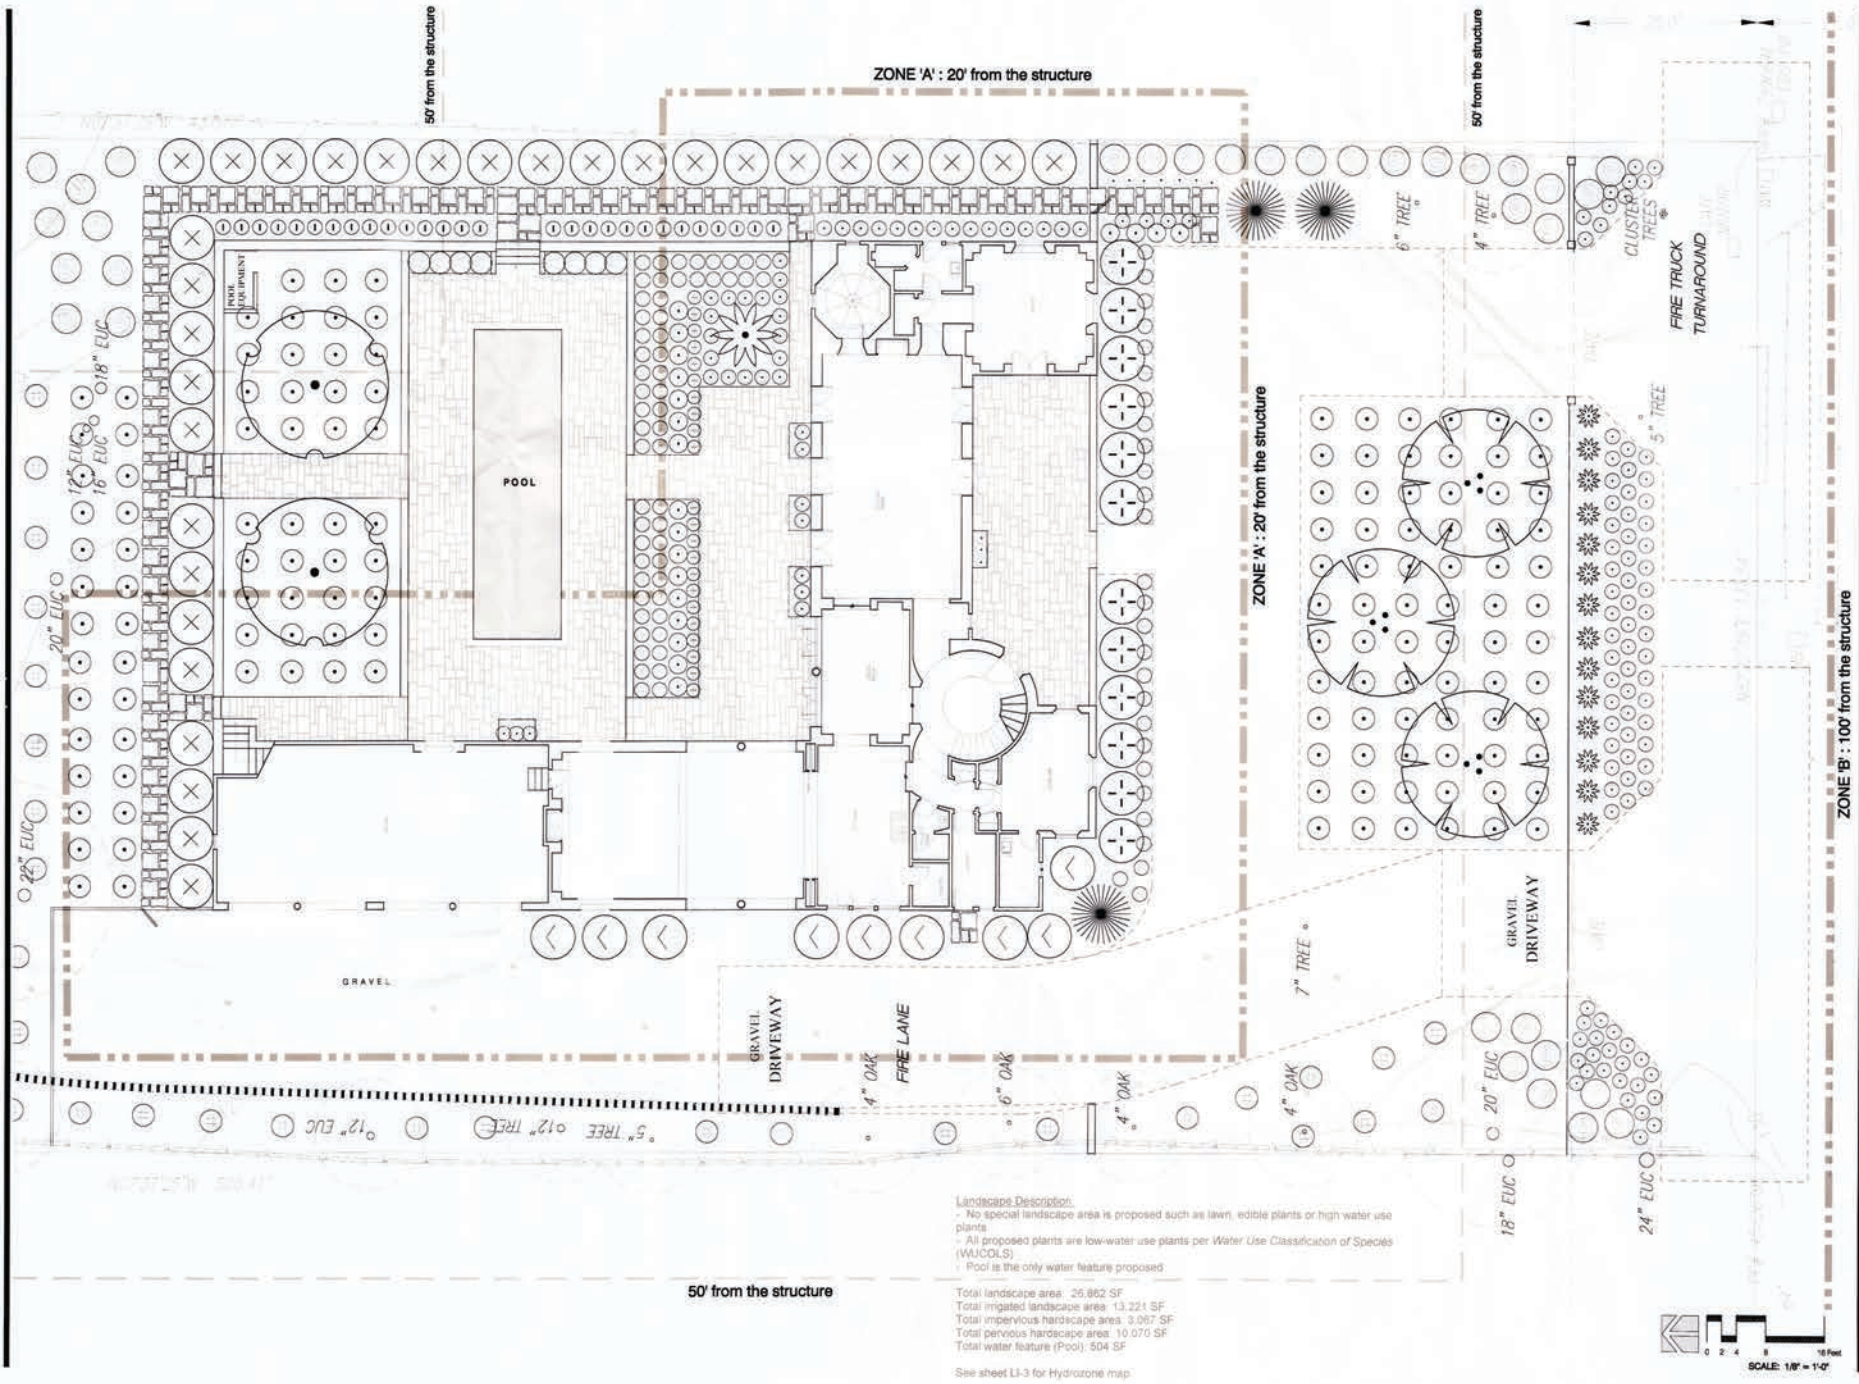 50' from the structure
ZONE 'A' : 20' from the structure
50' from the structure
25.0'
6" TREE
4" TREE
CLUSTER
TREES
FIRE TRUCK
TURNAROUND
POOL
EQUIPMENT
18" EUC
12" EUC
16" EUC
20" EUC
22" EUC
POOL
ZONE 'A' : 20' from the structure
5" TREE
ZONE 'B' : 100' from the structure
GRAVEL
DRIVEWAY
7" TREE
GRAVEL
GRAVEL
DRIVEWAY
FIRE LANE
4" OAK
6" OAK
4" OAK
4" OAK
20" EUC
12" EUC
12" TREE
5" TREE
18" EUC
24" EUC
Landscape Description:
- No special landscape area is proposed such as lawn, edible plants or high water use
plants
- All proposed plants are low-water use plants per Water Use Classification of Species
(WUCOLS)
- Pool is the only water feature proposed
50' from the structure
Total landscape area: 26,862 SF
Total irrigated landscape area: 13,221 SF
Total impervious hardscape area: 3,067 SF
Total pervious hardscape area: 10,070 SF
Total water feature (Pool): 504 SF
See sheet LI-3 for Hydrozone map
0 2 4 8 16 Feet
SCALE: 1/8" = 1'-0"